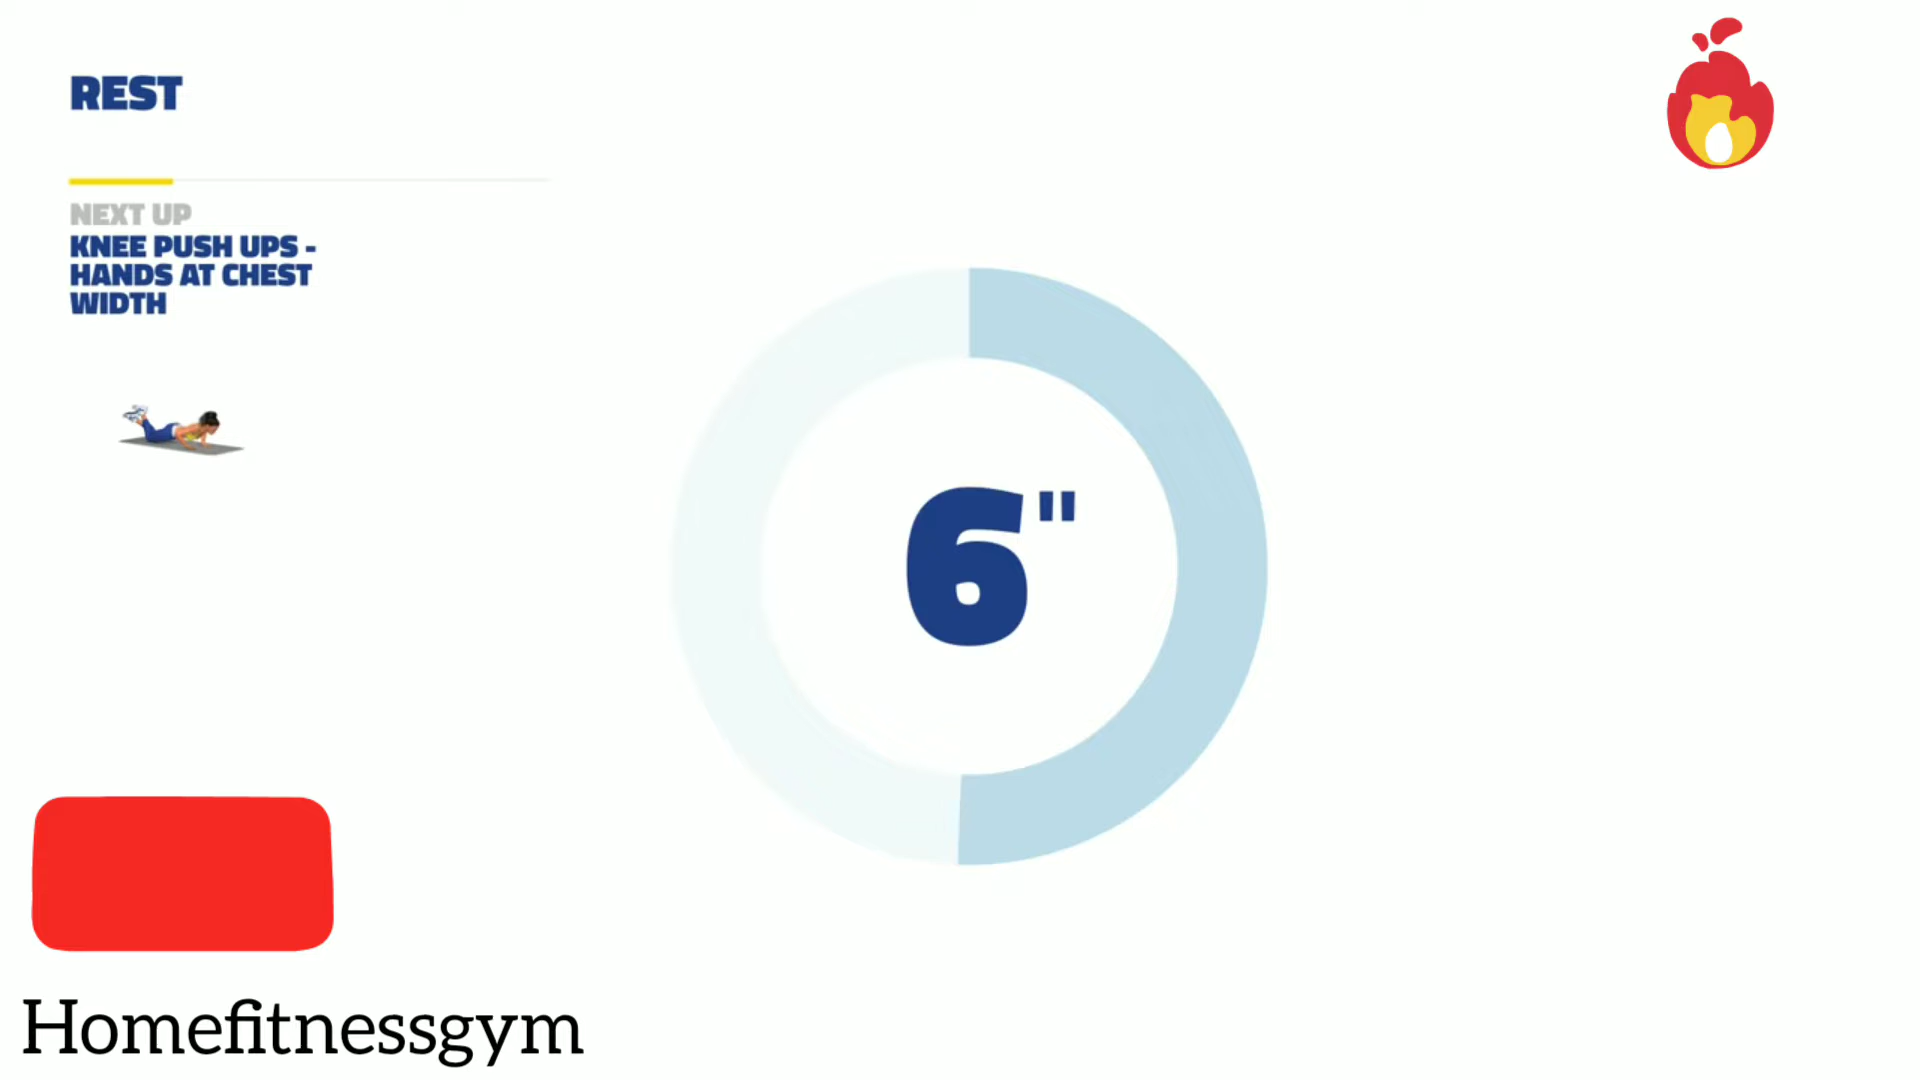 REST
NEXT UP
KNEE PUSH UPS -
HANDS AT CHEST
WIDTH
6"
Homefitnessgym